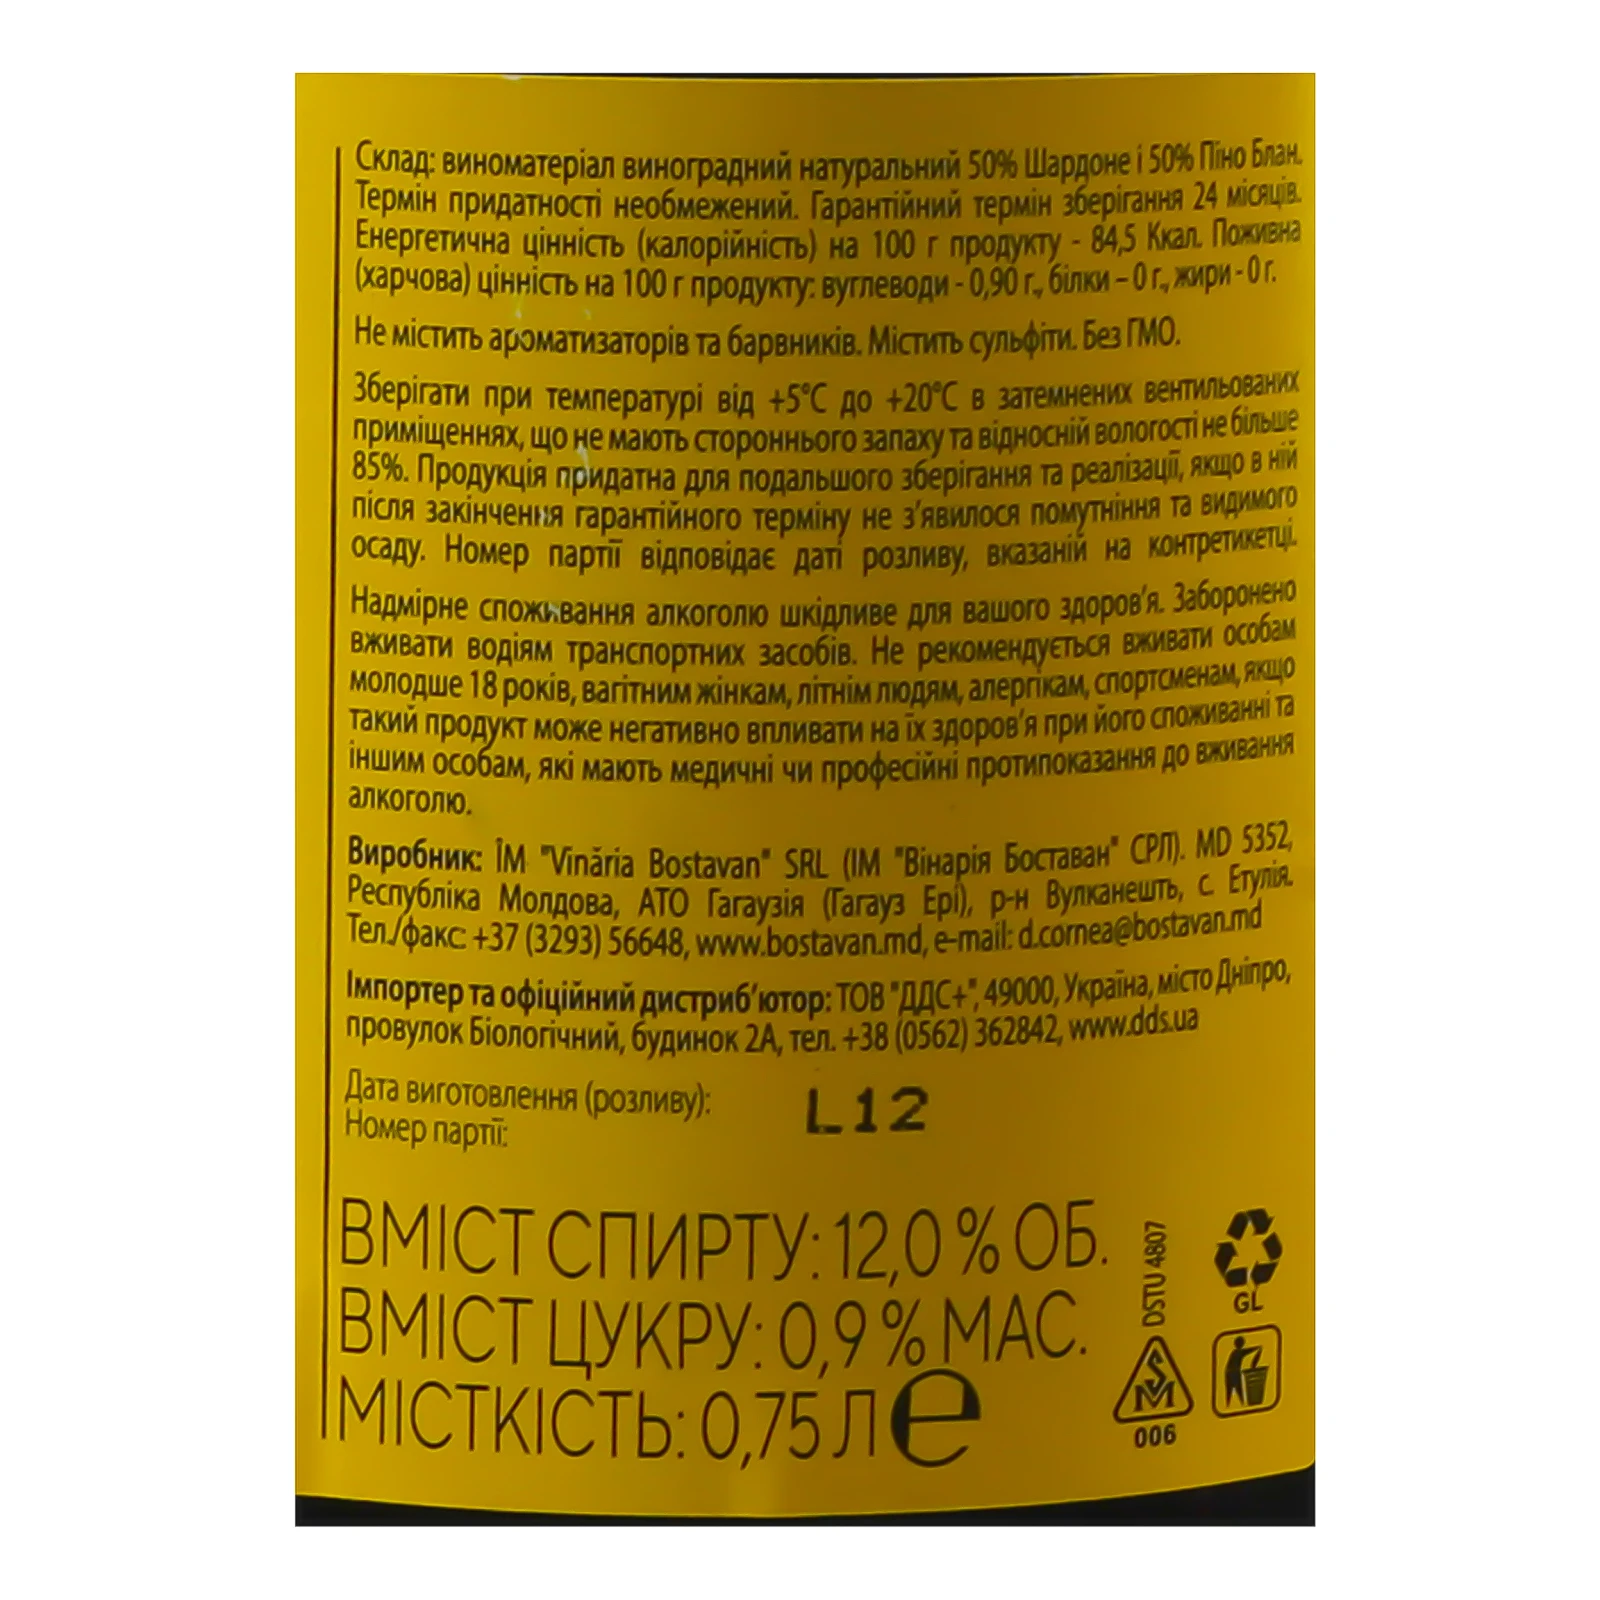 Склад: виноматеріал виноградний натуральний 50% Шардоне і 50% Піно Блан.
Термін придатності необмежений. Гарантійний термін зберігання 24 місяців.
Енергетична цінність (калорійність) на 100 г продукту - 84,5 Ккал. Поживна
(харчова) цінність на 100 г продукту: вуглеводи - 0,90 г., білки – 0 г., жири - 0 г.
Не містить ароматизаторів та барвників. Містить сульфіти. Без ГМО.
Зберігати при температурі від +5°С до +20°С в затемнених вентильованих
приміщеннях, що не мають стороннього запаху та відносній вологості не більше
85%. Продукція придатна для подальшого зберігання та реалізації, якщо в ній
після закінчення гарантійного терміну не з'явилося помутніння та видимого
осаду. Номер партії відповідає даті розливу, вказаній на контретикетці.
Надмірне споживання алкоголю шкідливе для вашого здоров'я. Заборонено
вживати водіям транспортних засобів. Не рекомендується вживати особам
молодше 18 років, вагітним жінкам, літнім людям, алергікам, спортсменам, якщо
такий продукт може негативно впливати на їх здоров'я при його споживанні та
іншим особам, які мають медичні чи професійні протипоказання до вживання
алкоголю.
Виробник: ÎM "Vinăria Bostavan" SRL (ІМ "Вінарія Боставан" СРЛ). MD 5352,
Республіка Молдова, АТО Гагаузія (Гагауз Ері), р-н Вулканешть, с. Етулія.
Тел./факс: +37 (3293) 56648, www.bostavan.md, e-mail: d.cornea@bostavan.md
Імпортер та офіційний дистриб'ютор: ТОВ "ДДС+", 49000, Україна, місто Дніпро,
провулок Біологічний, будинок 2А, тел. +38 (0562) 362842, www.dds.ua
Дата виготовлення (розливу):
Номер партії:
L12
ВМІСТ СПИРТУ: 12,0 % ОБ.
ВМІСТ ЦУКРУ: 0,9 % МАС.
МІСТКІСТЬ: 0,75 Л e
DSTU 4807
GL
006